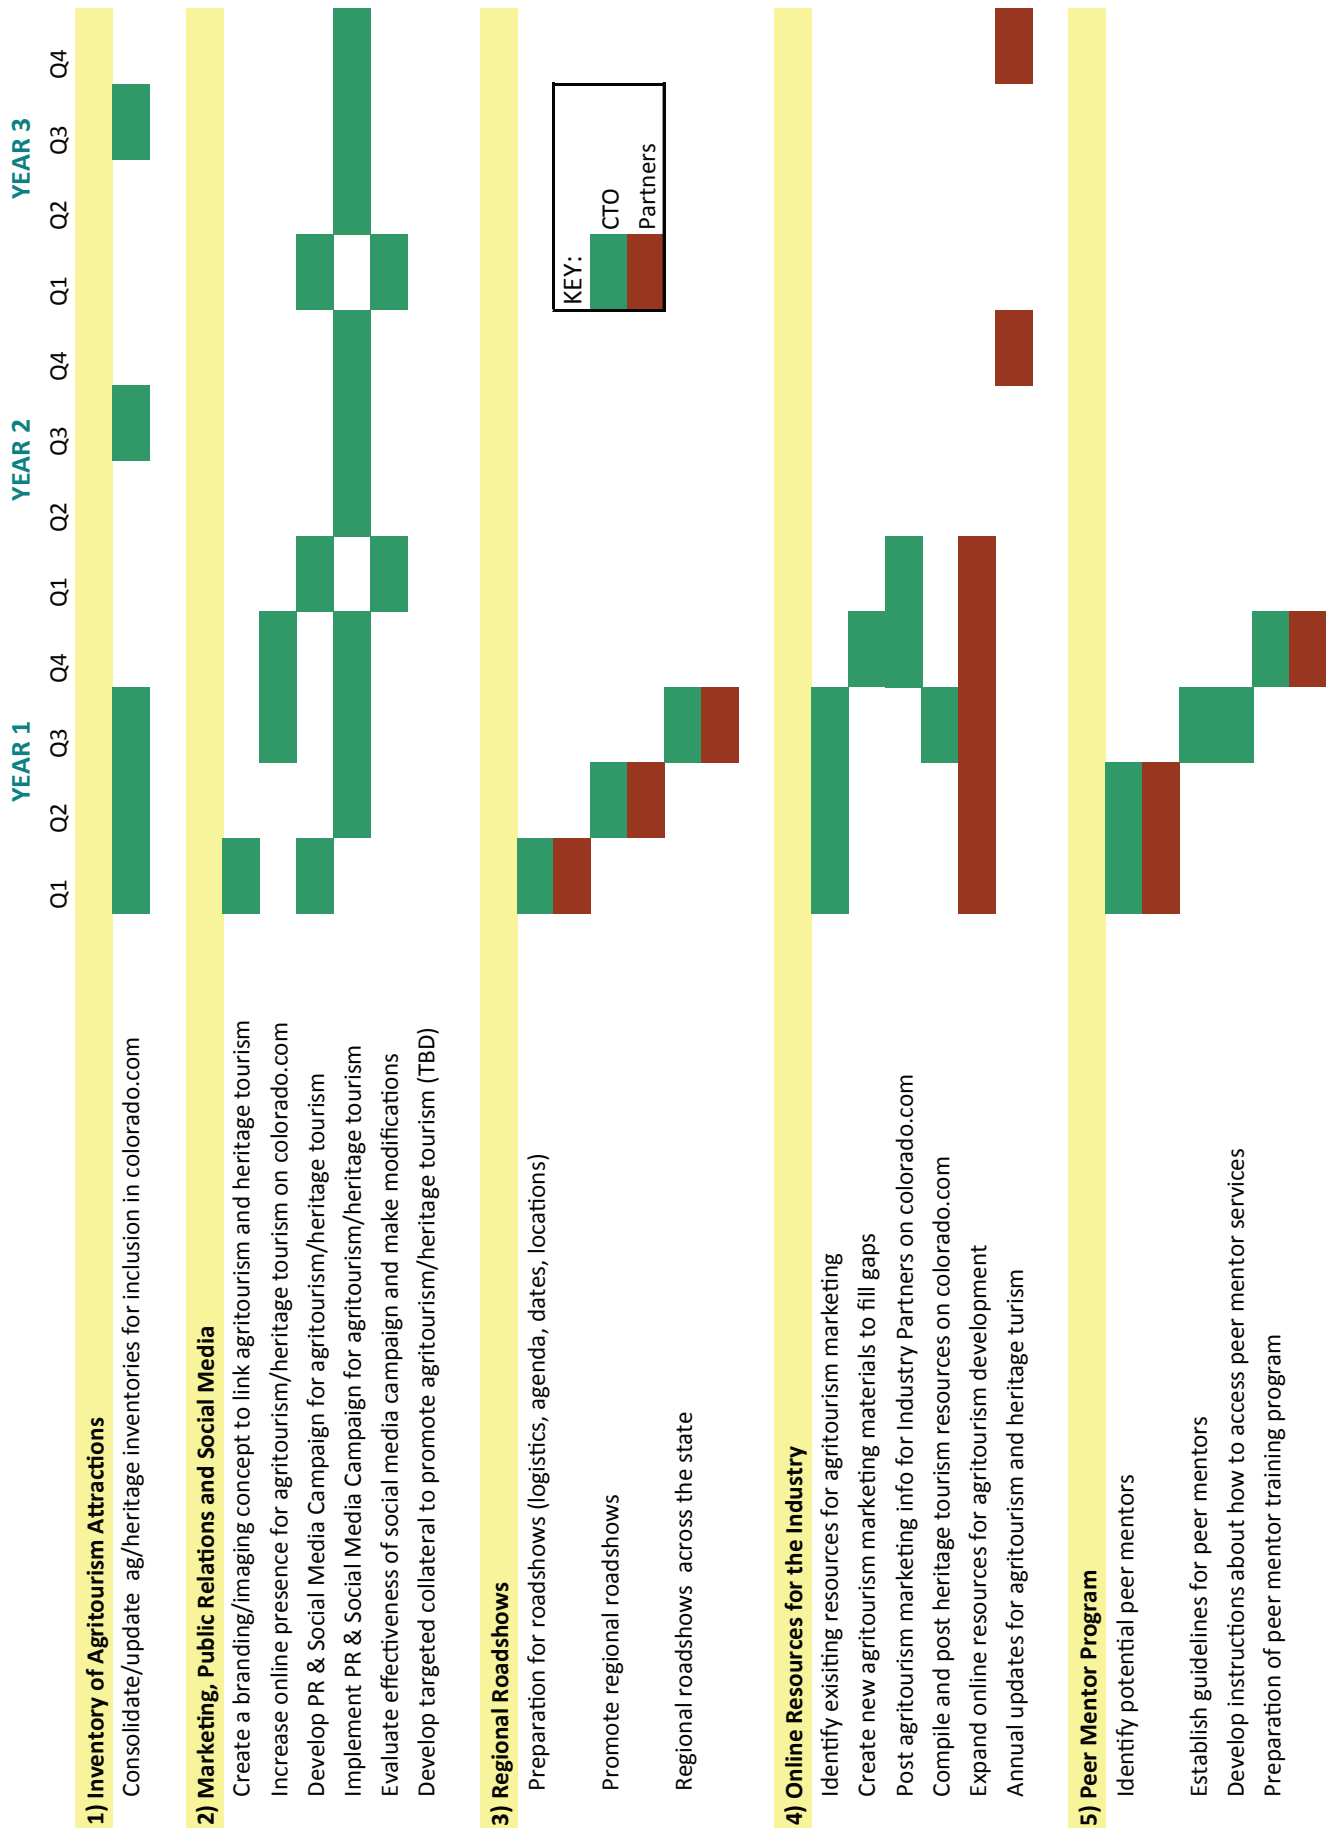 YEAR 1 YEAR 2 YEAR 3
Q1 Q2 Q3 Q4 Q1 Q2 Q3 Q4 Q1 Q2 Q3 Q4
1) Inventory of Agritourism Attractions
Consolidate/update ag/heritage inventories for inclusion in colorado.com
2) Marketing, Public Relations and Social Media
Create a branding/imaging concept to link agritourism and heritage tourism
Increase online presence for agritourism/heritage tourism on colorado.com
Develop PR & Social Media Campaign for agritourism/heritage tourism
Implement PR & Social Media Campaign for agritourism/heritage tourism
Evaluate effectiveness of social media campaign and make modifications
Develop targeted collateral to promote agritourism/heritage tourism (TBD)
3) Regional Roadshows
Preparation for roadshows (logistics, agenda, dates, locations)
KEY:
Promote regional roadshows
CTO
Partners
Regional roadshows across the state
4) Online Resources for the Industry
Identify exisiting resources for agritourism marketing
Create new agritourism marketing materials to fill gaps
Post agritourism marketing info for Industry Partners on colorado.com
Compile and post heritage tourism resources on colorado.com
Expand online resources for agritourism development
Annual updates for agritourism and heritage turism
5) Peer Mentor Program
Identify potential peer mentors
Establish guidelines for peer mentors
Develop instructions about how to access peer mentor services
Preparation of peer mentor training program